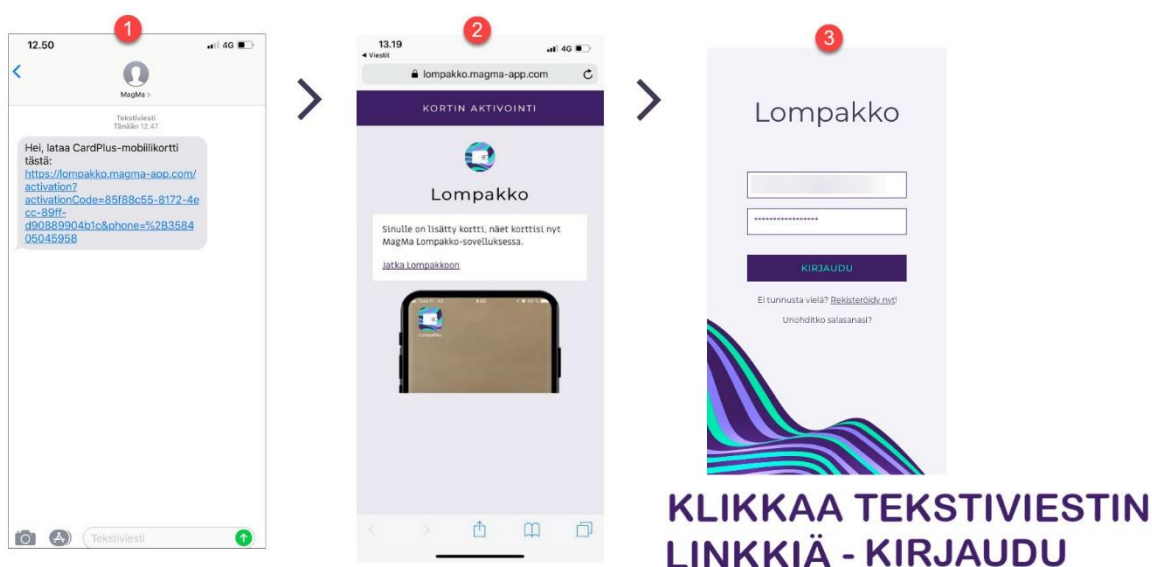 1
12.50
4G
MagMa >
Tekstiviesti
Tänään 12.47
Hei, lataa CardPlus-mobiilikortti
tästä:
https://lompakko.magma-app.com/
activation?
activationCode=85f88c55-8172-4e
cc-89ff-
d90889904b1c&phone=%2B3584
05045958
Tekstiviesti
2
13.19
4G
◂ Viestit
lompakko.magma-app.com
KORTIN AKTIVOINTI
Lompakko
Sinulle on lisätty kortti, näet korttisi nyt
MagMa Lompakko-sovelluksessa.
Jatka Lompakkoon
Lompakko
3
Lompakko
KIRJAUDU
Ei tunnusta vielä? Rekisteröidy nyt!
Unohditko salasanasi?
KLIKKAA TEKSTIVIESTIN
LINKKIÄ - KIRJAUDU